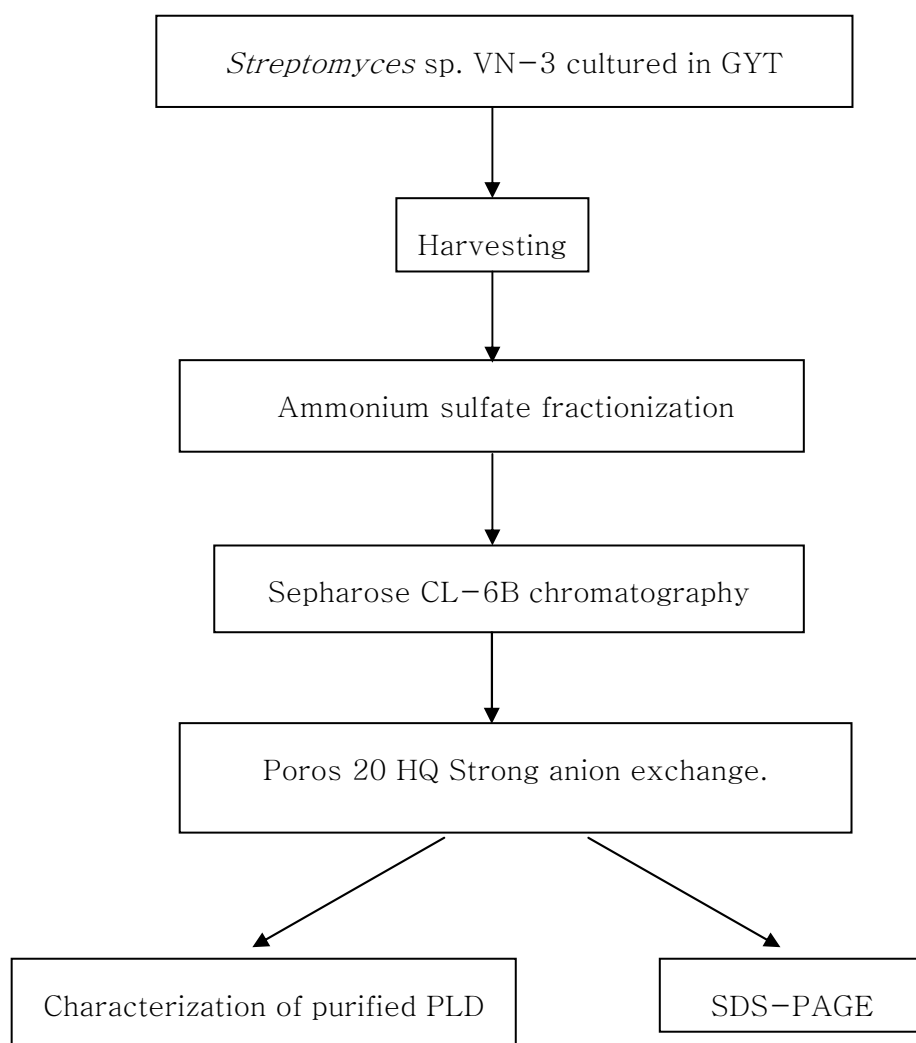 Streptomyces sp. VN-3 cultured in GYT
Harvesting
Ammonium sulfate fractionization
Sepharose CL-6B chromatography
Poros 20 HQ Strong anion exchange.
Characterization of purified PLD
SDS-PAGE